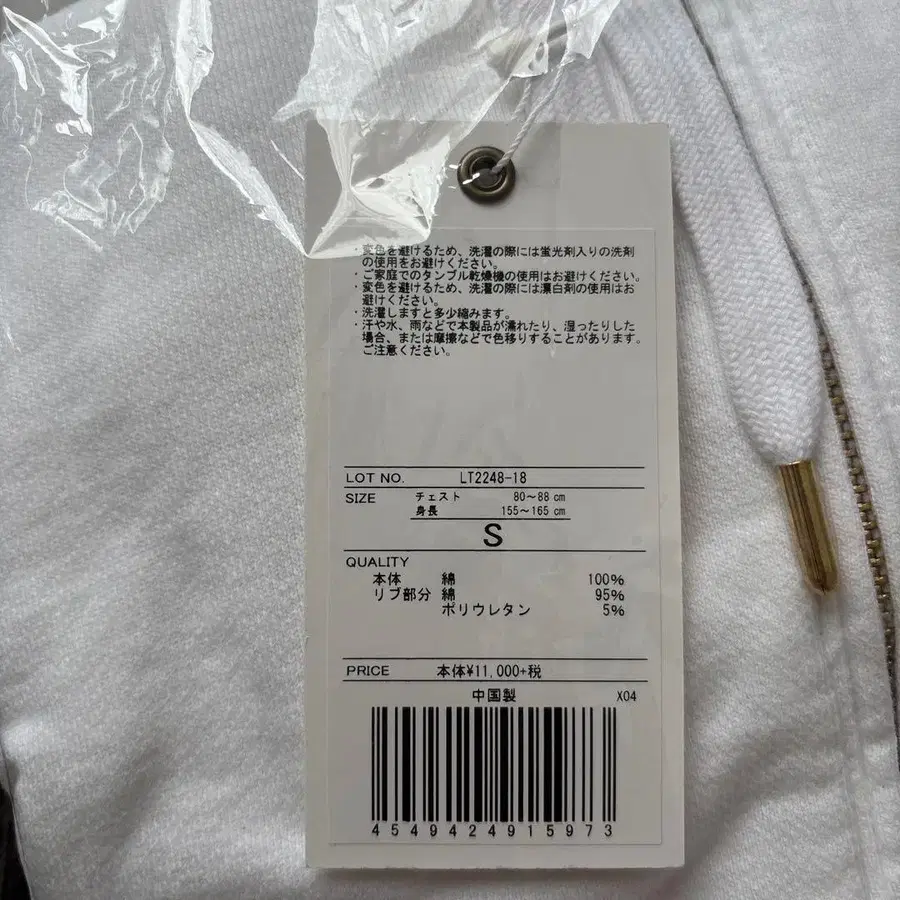 ・変色を避けるため、洗濯の際には蛍光剤入りの洗剤
の使用をお避けください。
・ご家庭でのタンブル乾燥機の使用はお避けください。
・変色を避けるため、洗濯の際には漂白剤の使用はお
避けください。
・洗濯しますと多少縮みます。
・汗や水、雨などで本製品が濡れたり、湿ったりした
場合、または摩擦などで色移りすることがあります。
ご注意ください。
LOT NO. LT2248-18
SIZE チェスト 80～88 cm
身長 155～165 cm
S
QUALITY
本体 綿 100%
リブ部分 綿 95%
ポリウレタン 5%
PRICE 本体¥11,000+税
中国製 X04
4549424915973